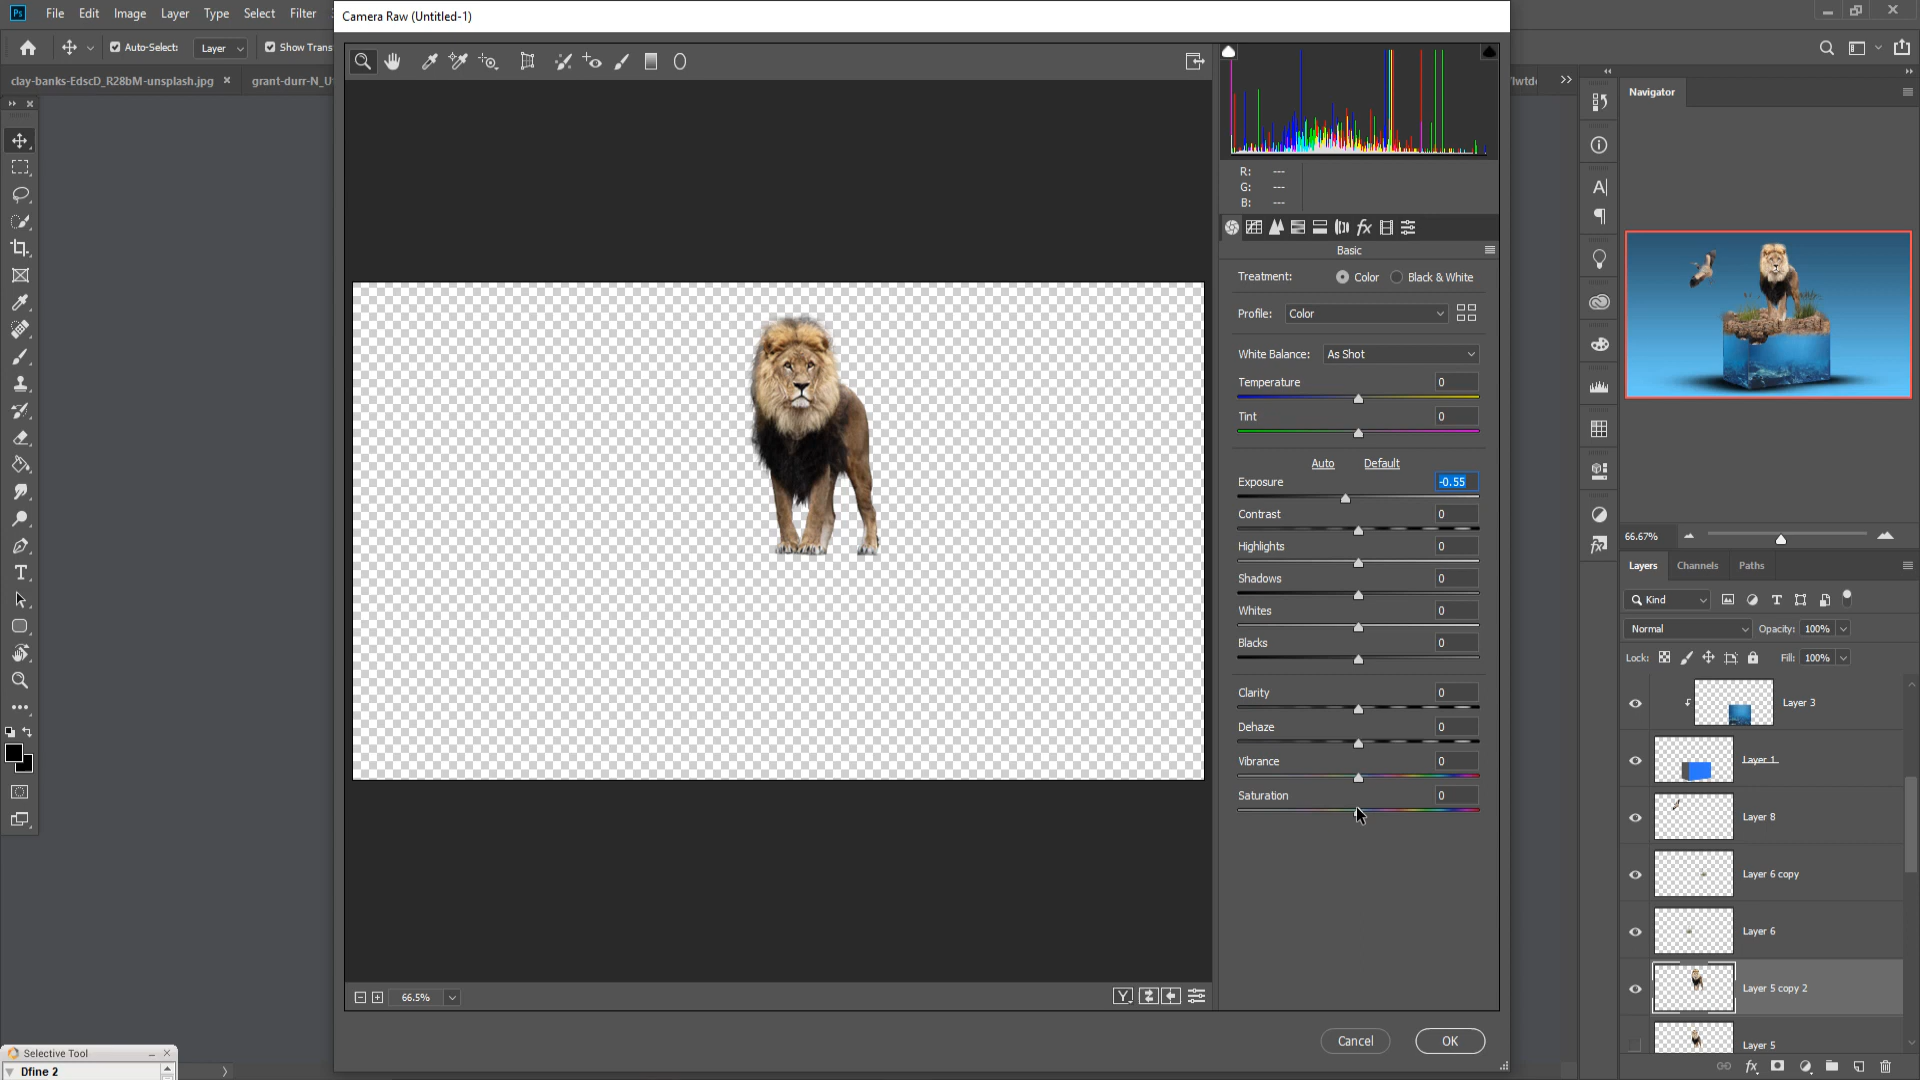 Ps File Edit Image Layer Type Select Filter
Camera Raw (Untitled-1)
Auto-Select: Layer Show Trans
clay-banks-EdscD_R28bM-unsplash.jpg × grant-durr-N_U
Navigator
R: ---
G: ---
B: ---
Basic
Treatment: Color Black & White
Profile: Color
White Balance: As Shot
Temperature 0
Tint 0
Auto Default
Exposure -0.55
Contrast 0
Highlights 0
Shadows 0
Whites 0
Blacks 0
Clarity 0
Dehaze 0
Vibrance 0
Saturation 0
66.5%
Cancel OK
66.67%
Layers Channels Paths
Kind
Normal Opacity: 100%
Lock: Fill: 100%
Layer 3
Layer 1
Layer 8
Layer 6 copy
Layer 6
Layer 5 copy 2
Layer 5
Selective Tool
Dfine 2